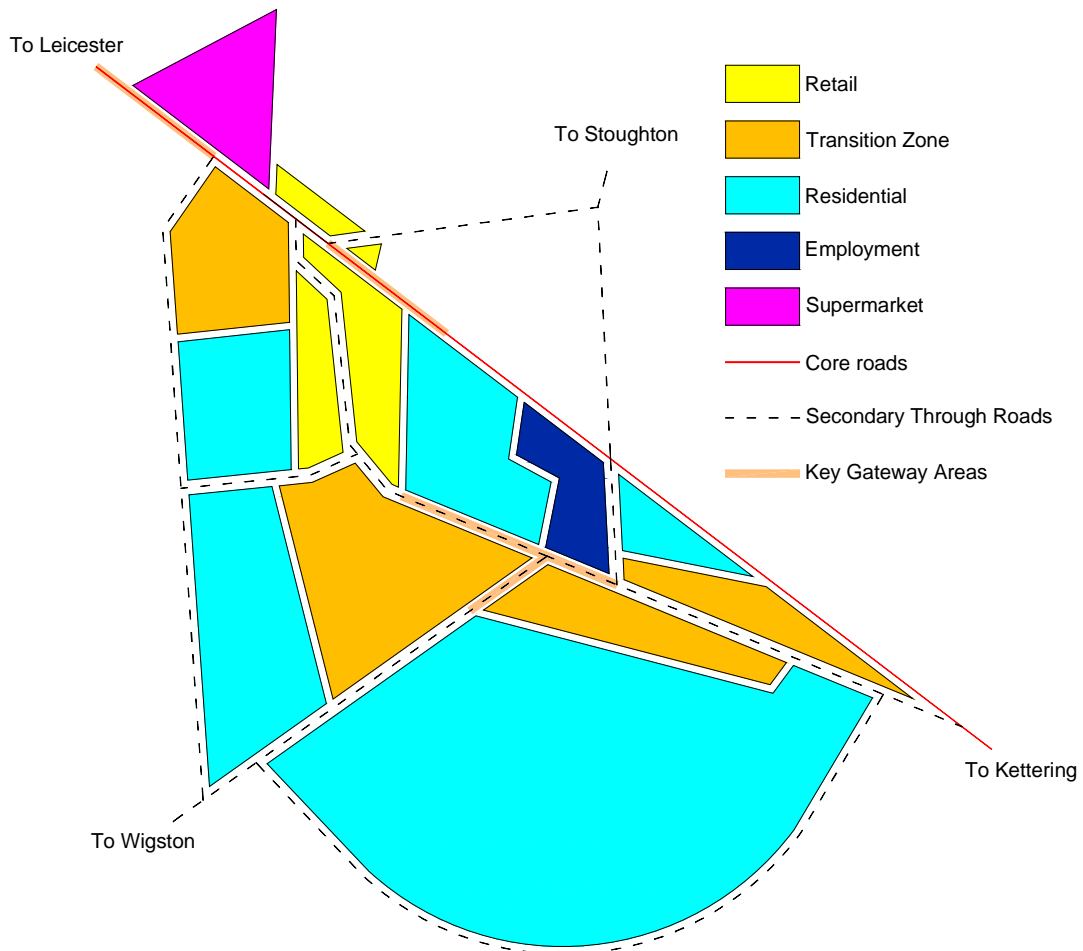 To Leicester
To Stoughton
Retail
Transition Zone
Residential
Employment
Supermarket
Core roads
Secondary Through Roads
Key Gateway Areas
To Kettering
To Wigston